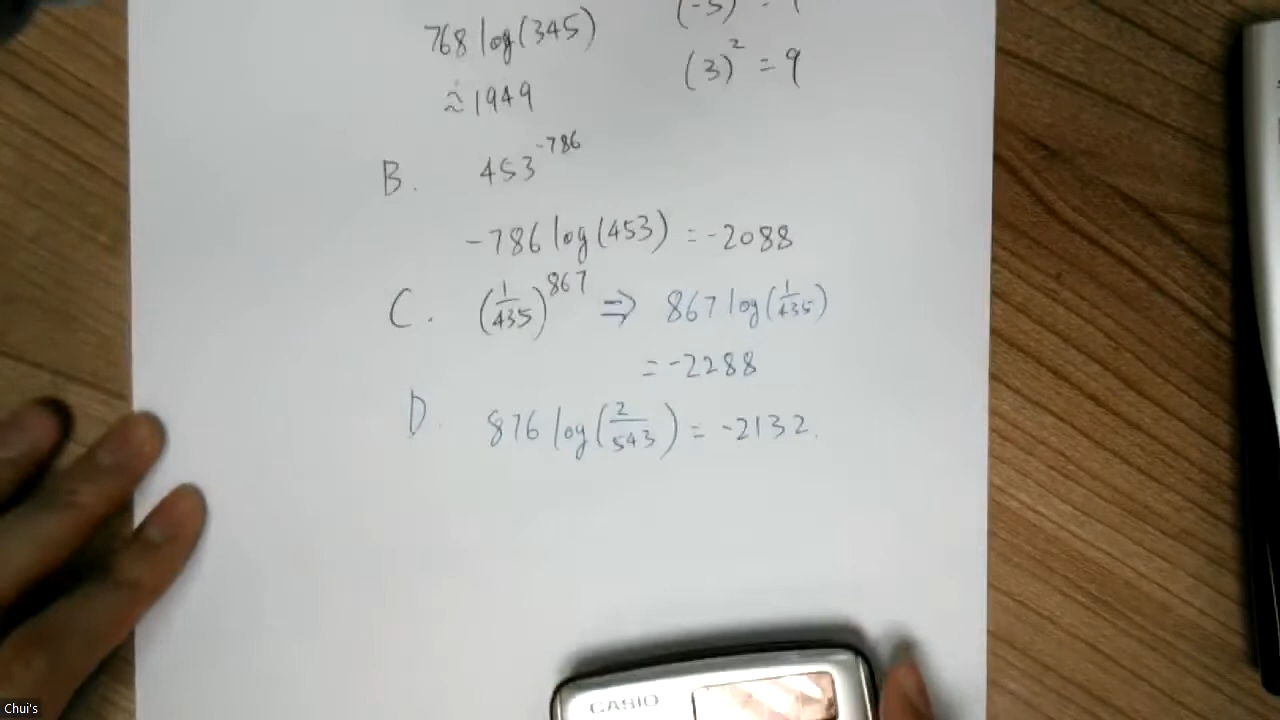 768 log(345)
≈ 1949
(3)² = 9
B. 453⁻⁷⁸⁶
-786 log(453) = -2088
C. (1/435)⁸⁶⁷ ⇒ 867 log(1/435)
= -2288
D. 876 log(2/543) = -2132.
CASIO
Chui's